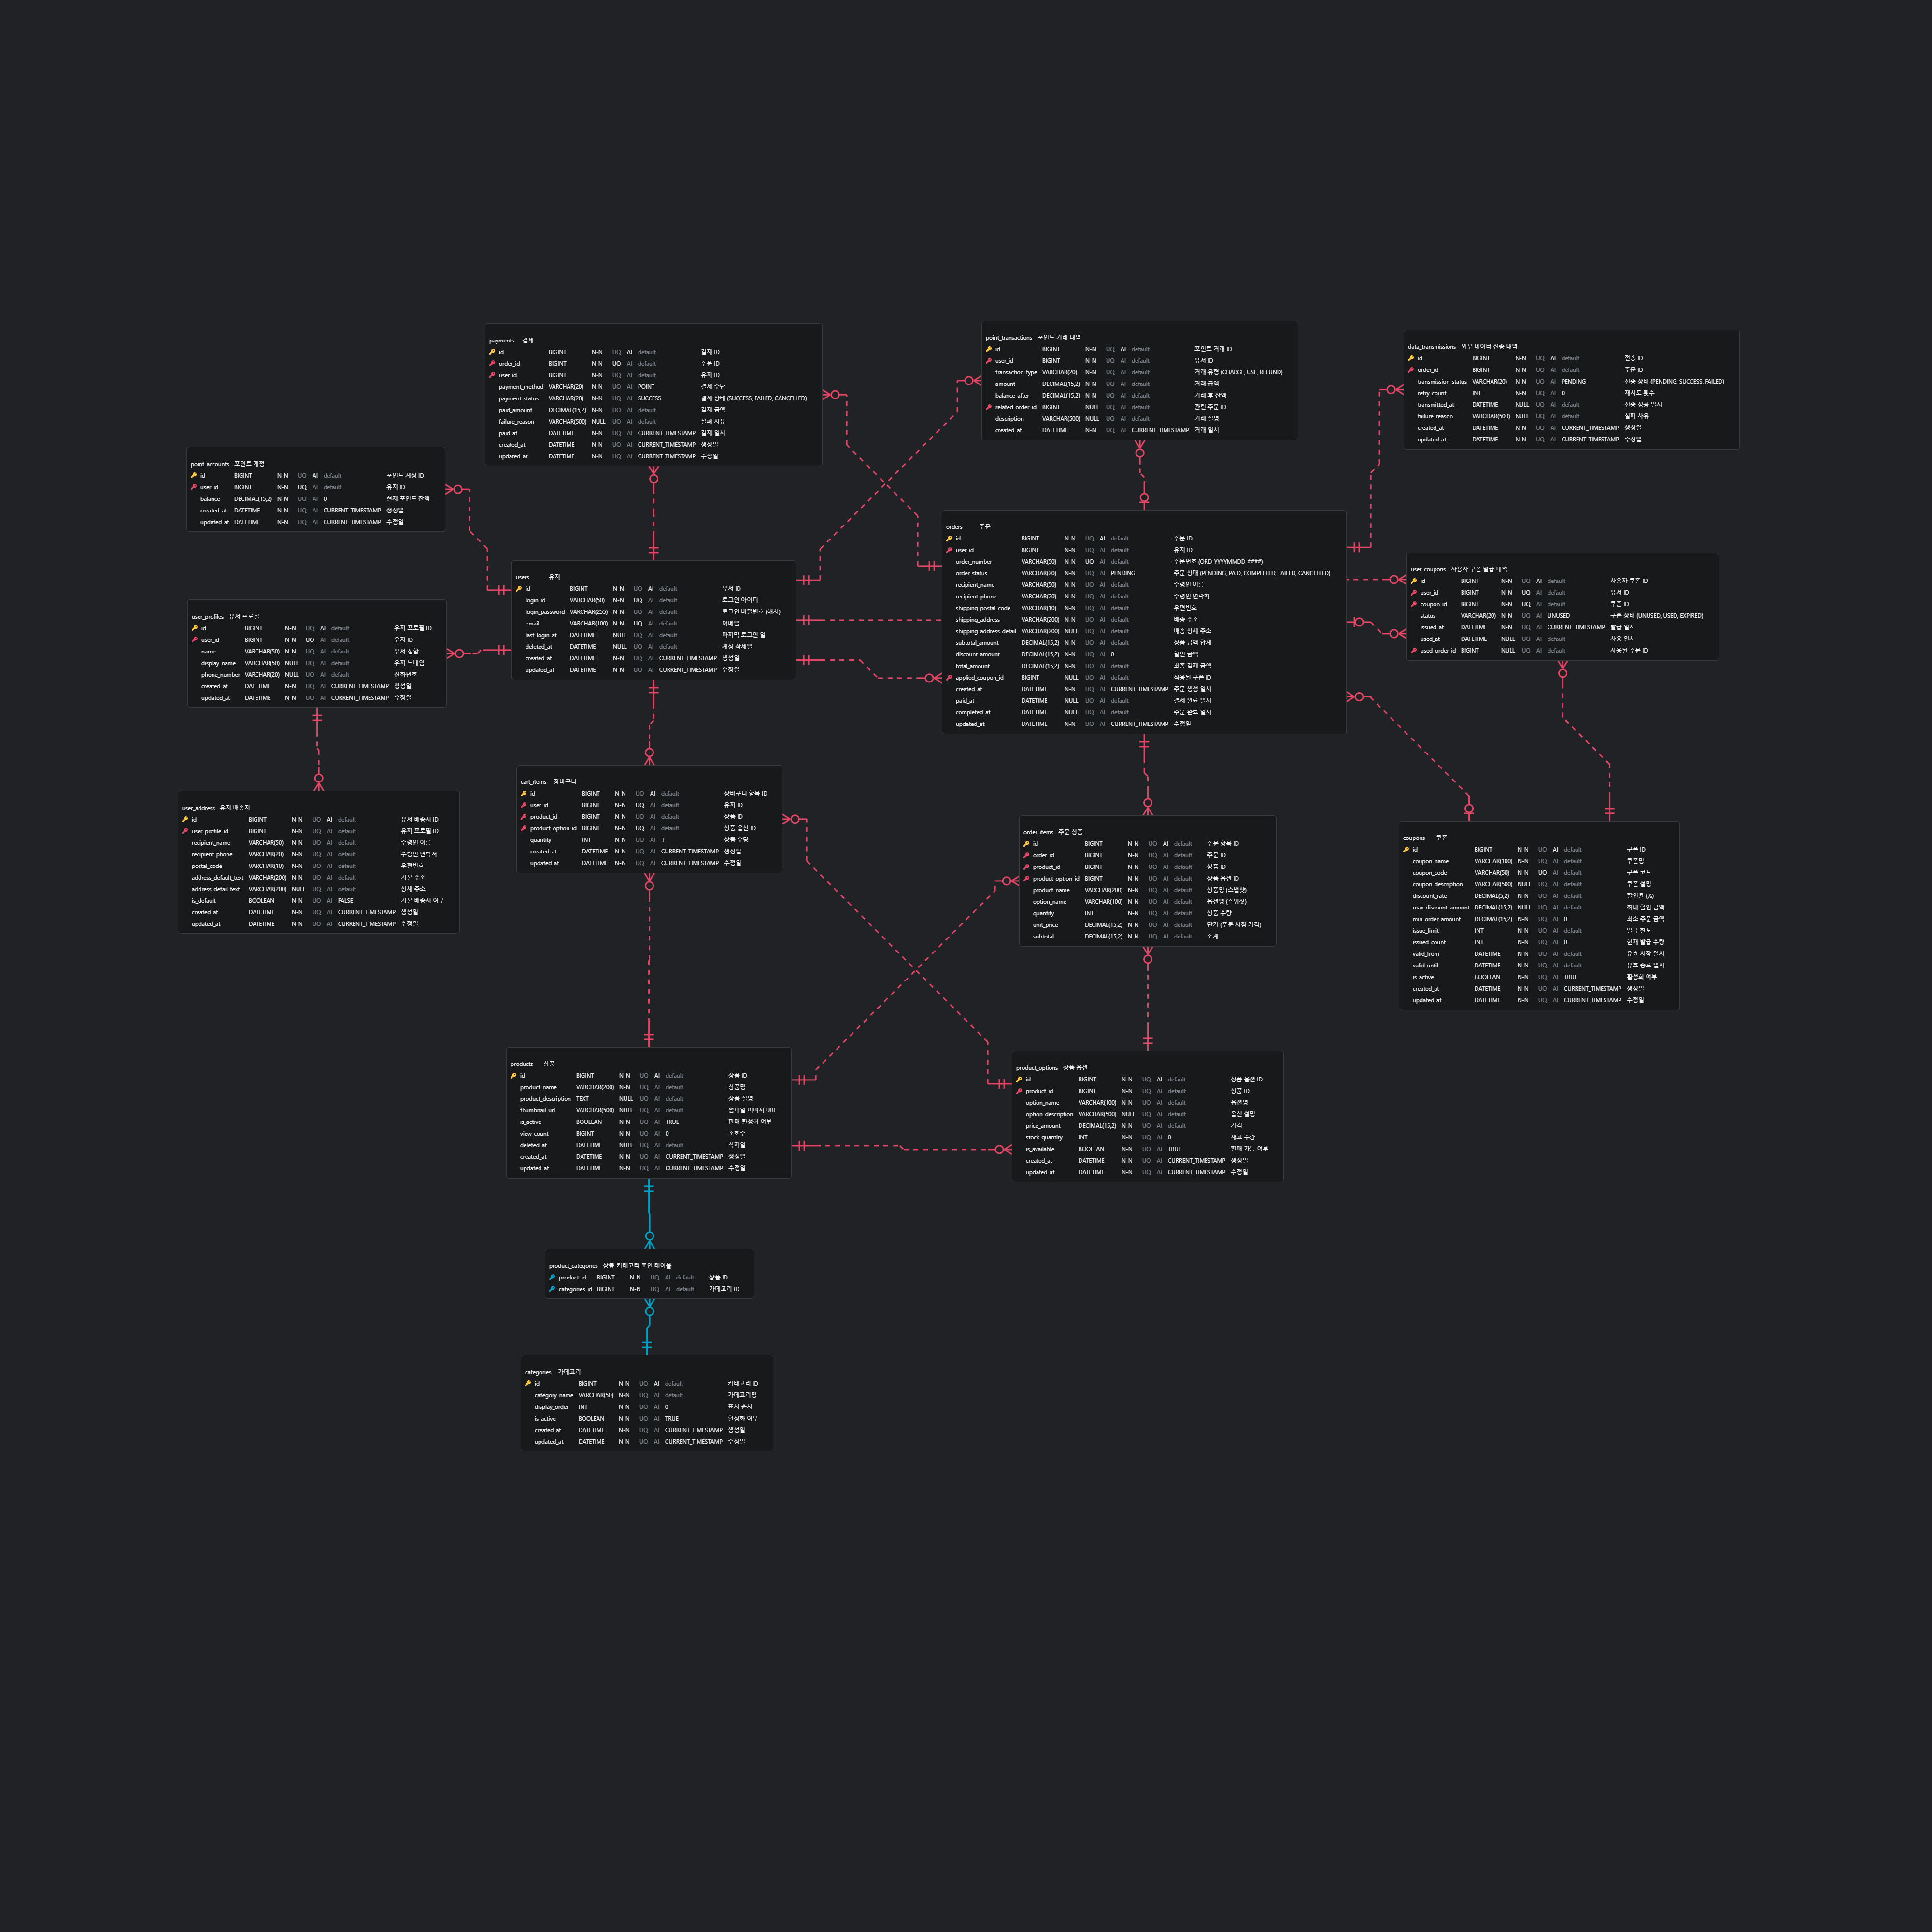 payments 결제
id BIGINT N-N UQ AI default 결제 ID
order_id BIGINT N-N UQ AI default 주문 ID
user_id BIGINT N-N UQ AI default 유저 ID
payment_method VARCHAR(20) N-N UQ AI POINT 결제 수단
payment_status VARCHAR(20) N-N UQ AI SUCCESS 결제 상태 (SUCCESS, FAILED, CANCELLED)
paid_amount DECIMAL(15,2) N-N UQ AI default 결제 금액
failure_reason VARCHAR(500) NULL UQ AI default 실패 사유
paid_at DATETIME N-N UQ AI CURRENT_TIMESTAMP 결제 일시
created_at DATETIME N-N UQ AI CURRENT_TIMESTAMP 생성일
updated_at DATETIME N-N UQ AI CURRENT_TIMESTAMP 수정일
point_transactions 포인트 거래 내역
id BIGINT N-N UQ AI default 포인트 거래 ID
user_id BIGINT N-N UQ AI default 유저 ID
transaction_type VARCHAR(20) N-N UQ AI default 거래 유형 (CHARGE, USE, REFUND)
amount DECIMAL(15,2) N-N UQ AI default 거래 금액
balance_after DECIMAL(15,2) N-N UQ AI default 거래 후 잔액
related_order_id BIGINT NULL UQ AI default 관련 주문 ID
description VARCHAR(500) NULL UQ AI default 거래 설명
created_at DATETIME N-N UQ AI CURRENT_TIMESTAMP 거래 일시
data_transmissions 외부 데이터 전송 내역
id BIGINT N-N UQ AI default 전송 ID
order_id BIGINT N-N UQ AI default 주문 ID
transmission_status VARCHAR(20) N-N UQ AI PENDING 전송 상태 (PENDING, SUCCESS, FAILED)
retry_count INT N-N UQ AI 0 재시도 횟수
transmitted_at DATETIME NULL UQ AI default 전송 성공 일시
failure_reason VARCHAR(500) NULL UQ AI default 실패 사유
created_at DATETIME N-N UQ AI CURRENT_TIMESTAMP 생성일
updated_at DATETIME N-N UQ AI CURRENT_TIMESTAMP 수정일
point_accounts 포인트 계정
id BIGINT N-N UQ AI default 포인트 계정 ID
user_id BIGINT N-N UQ AI default 유저 ID
balance DECIMAL(15,2) N-N UQ AI 0 현재 포인트 잔액
created_at DATETIME N-N UQ AI CURRENT_TIMESTAMP 생성일
updated_at DATETIME N-N UQ AI CURRENT_TIMESTAMP 수정일
users 유저
id BIGINT N-N UQ AI default 유저 ID
login_id VARCHAR(50) N-N UQ AI default 로그인 아이디
login_password VARCHAR(255) N-N UQ AI default 로그인 비밀번호 (해시)
email VARCHAR(100) N-N UQ AI default 이메일
last_login_at DATETIME NULL UQ AI default 마지막 로그인 일
deleted_at DATETIME NULL UQ AI default 계정 삭제일
created_at DATETIME N-N UQ AI CURRENT_TIMESTAMP 생성일
updated_at DATETIME N-N UQ AI CURRENT_TIMESTAMP 수정일
orders 주문
id BIGINT N-N UQ AI default 주문 ID
user_id BIGINT N-N UQ AI default 유저 ID
order_number VARCHAR(50) N-N UQ AI default 주문번호 (ORD-YYYYMMDD-####)
order_status VARCHAR(20) N-N UQ AI PENDING 주문 상태 (PENDING, PAID, COMPLETED, FAILED, CANCELLED)
recipient_name VARCHAR(50) N-N UQ AI default 수령인 이름
recipient_phone VARCHAR(20) N-N UQ AI default 수령인 연락처
shipping_postal_code VARCHAR(10) N-N UQ AI default 우편번호
shipping_address VARCHAR(200) N-N UQ AI default 배송 주소
shipping_address_detail VARCHAR(200) NULL UQ AI default 배송 상세 주소
subtotal_amount DECIMAL(15,2) N-N UQ AI default 상품 금액 합계
discount_amount DECIMAL(15,2) N-N UQ AI 0 할인 금액
total_amount DECIMAL(15,2) N-N UQ AI default 최종 결제 금액
applied_coupon_id BIGINT NULL UQ AI default 적용된 쿠폰 ID
created_at DATETIME N-N UQ AI CURRENT_TIMESTAMP 주문 생성 일시
paid_at DATETIME NULL UQ AI default 결제 완료 일시
completed_at DATETIME NULL UQ AI default 주문 완료 일시
updated_at DATETIME N-N UQ AI CURRENT_TIMESTAMP 수정일
user_coupons 사용자 쿠폰 발급 내역
id BIGINT N-N UQ AI default 사용자 쿠폰 ID
user_id BIGINT N-N UQ AI default 유저 ID
coupon_id BIGINT N-N UQ AI default 쿠폰 ID
status VARCHAR(20) N-N UQ AI UNUSED 쿠폰 상태 (UNUSED, USED, EXPIRED)
issued_at DATETIME N-N UQ AI CURRENT_TIMESTAMP 발급 일시
used_at DATETIME NULL UQ AI default 사용 일시
used_order_id BIGINT NULL UQ AI default 사용된 주문 ID
user_profiles 유저 프로필
id BIGINT N-N UQ AI default 유저 프로필 ID
user_id BIGINT N-N UQ AI default 유저 ID
name VARCHAR(50) N-N UQ AI default 유저 성함
display_name VARCHAR(50) NULL UQ AI default 유저 닉네임
phone_number VARCHAR(20) NULL UQ AI default 전화번호
created_at DATETIME N-N UQ AI CURRENT_TIMESTAMP 생성일
updated_at DATETIME N-N UQ AI CURRENT_TIMESTAMP 수정일
user_address 유저 배송지
id BIGINT N-N UQ AI default 유저 배송지 ID
user_profile_id BIGINT N-N UQ AI default 유저 프로필 ID
recipient_name VARCHAR(50) N-N UQ AI default 수령인 이름
recipient_phone VARCHAR(20) N-N UQ AI default 수령인 연락처
postal_code VARCHAR(10) N-N UQ AI default 우편번호
address_default_text VARCHAR(200) N-N UQ AI default 기본 주소
address_detail_text VARCHAR(200) NULL UQ AI default 상세 주소
is_default BOOLEAN N-N UQ AI FALSE 기본 배송지 여부
created_at DATETIME N-N UQ AI CURRENT_TIMESTAMP 생성일
updated_at DATETIME N-N UQ AI CURRENT_TIMESTAMP 수정일
cart_items 장바구니
id BIGINT N-N UQ AI default 장바구니 항목 ID
user_id BIGINT N-N UQ AI default 유저 ID
product_id BIGINT N-N UQ AI default 상품 ID
product_option_id BIGINT N-N UQ AI default 상품 옵션 ID
quantity INT N-N UQ AI 1 상품 수량
created_at DATETIME N-N UQ AI CURRENT_TIMESTAMP 생성일
updated_at DATETIME N-N UQ AI CURRENT_TIMESTAMP 수정일
order_items 주문 상품
id BIGINT N-N UQ AI default 주문 항목 ID
order_id BIGINT N-N UQ AI default 주문 ID
product_id BIGINT N-N UQ AI default 상품 ID
product_option_id BIGINT N-N UQ AI default 상품 옵션 ID
product_name VARCHAR(200) N-N UQ AI default 상품명 (스냅샷)
option_name VARCHAR(100) N-N UQ AI default 옵션명 (스냅샷)
quantity INT N-N UQ AI default 상품 수량
unit_price DECIMAL(15,2) N-N UQ AI default 단가 (주문 시점 가격)
subtotal DECIMAL(15,2) N-N UQ AI default 소계
coupons 쿠폰
id BIGINT N-N UQ AI default 쿠폰 ID
coupon_name VARCHAR(100) N-N UQ AI default 쿠폰명
coupon_code VARCHAR(50) N-N UQ AI default 쿠폰 코드
coupon_description VARCHAR(500) NULL UQ AI default 쿠폰 설명
discount_rate DECIMAL(5,2) N-N UQ AI default 할인율 (%)
max_discount_amount DECIMAL(15,2) NULL UQ AI default 최대 할인 금액
min_order_amount DECIMAL(15,2) N-N UQ AI 0 최소 주문 금액
issue_limit INT N-N UQ AI default 발급 한도
issued_count INT N-N UQ AI 0 현재 발급 수량
valid_from DATETIME N-N UQ AI default 유효 시작 일시
valid_until DATETIME N-N UQ AI default 유효 종료 일시
is_active BOOLEAN N-N UQ AI TRUE 활성화 여부
created_at DATETIME N-N UQ AI CURRENT_TIMESTAMP 생성일
updated_at DATETIME N-N UQ AI CURRENT_TIMESTAMP 수정일
products 상품
id BIGINT N-N UQ AI default 상품 ID
product_name VARCHAR(200) N-N UQ AI default 상품명
product_description TEXT NULL UQ AI default 상품 설명
thumbnail_url VARCHAR(500) NULL UQ AI default 썸네일 이미지 URL
is_active BOOLEAN N-N UQ AI TRUE 판매 활성화 여부
view_count BIGINT N-N UQ AI 0 조회수
deleted_at DATETIME NULL UQ AI default 삭제일
created_at DATETIME N-N UQ AI CURRENT_TIMESTAMP 생성일
updated_at DATETIME N-N UQ AI CURRENT_TIMESTAMP 수정일
product_options 상품 옵션
id BIGINT N-N UQ AI default 상품 옵션 ID
product_id BIGINT N-N UQ AI default 상품 ID
option_name VARCHAR(100) N-N UQ AI default 옵션명
option_description VARCHAR(500) NULL UQ AI default 옵션 설명
price_amount DECIMAL(15,2) N-N UQ AI default 가격
stock_quantity INT N-N UQ AI 0 재고 수량
is_available BOOLEAN N-N UQ AI TRUE 판매 가능 여부
created_at DATETIME N-N UQ AI CURRENT_TIMESTAMP 생성일
updated_at DATETIME N-N UQ AI CURRENT_TIMESTAMP 수정일
product_categories 상품-카테고리 조인 테이블
product_id BIGINT N-N UQ AI default 상품 ID
categories_id BIGINT N-N UQ AI default 카테고리 ID
categories 카테고리
id BIGINT N-N UQ AI default 카테고리 ID
category_name VARCHAR(50) N-N UQ AI default 카테고리명
display_order INT N-N UQ AI 0 표시 순서
is_active BOOLEAN N-N UQ AI TRUE 활성화 여부
created_at DATETIME N-N UQ AI CURRENT_TIMESTAMP 생성일
updated_at DATETIME N-N UQ AI CURRENT_TIMESTAMP 수정일